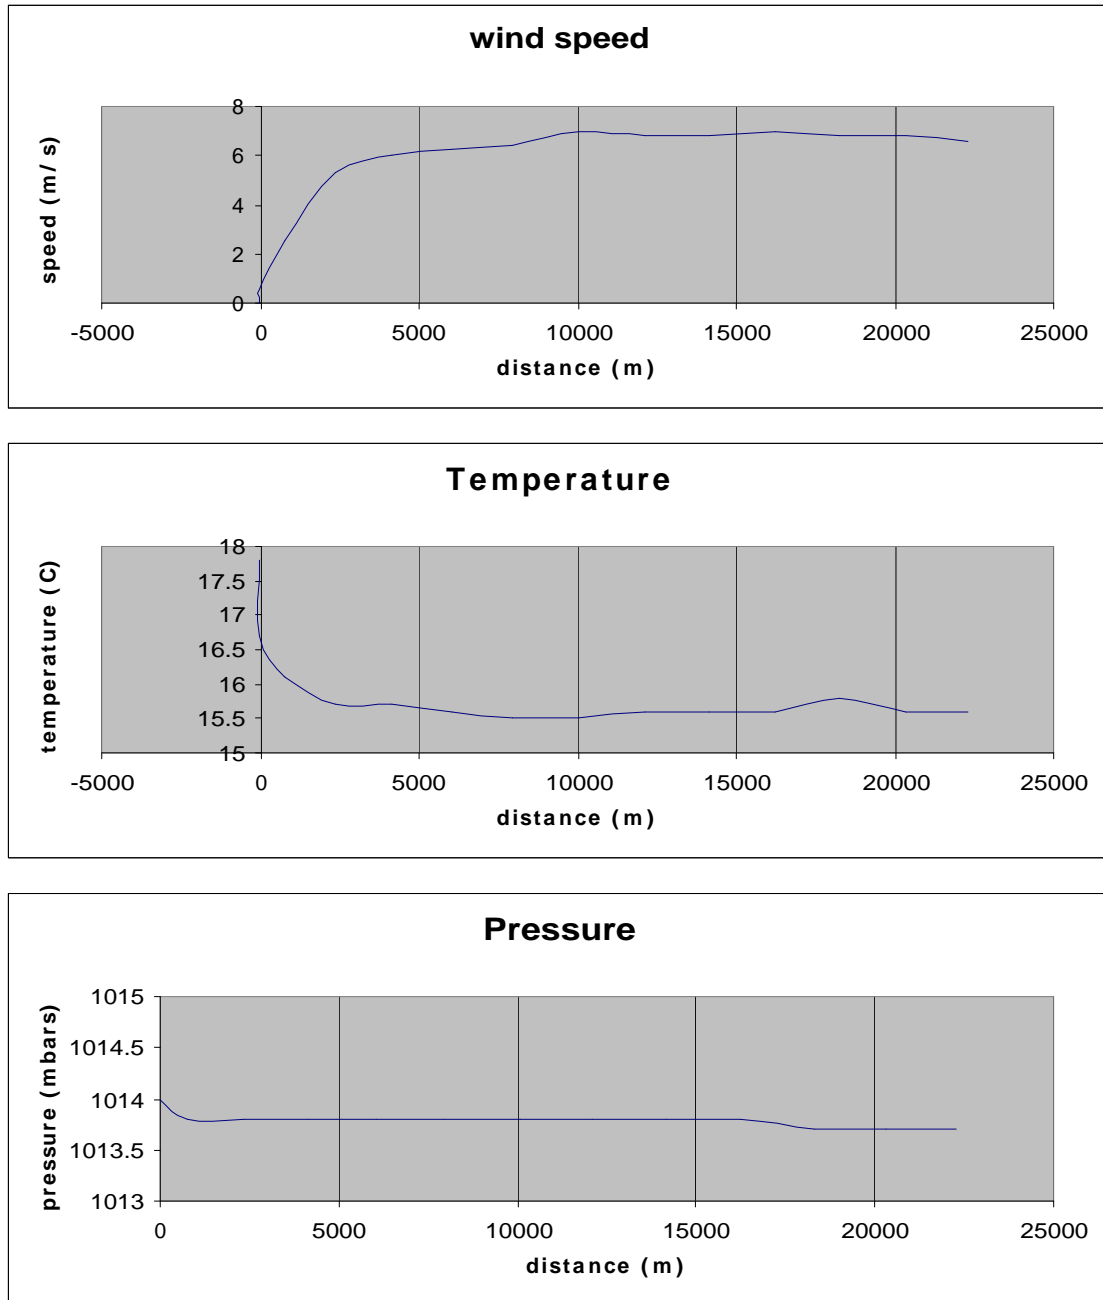 wind speed
8
6
4
2
0
speed (m/s)
-5000 0 5000 10000 15000 20000 25000
distance (m)
Temperature
18
17.5
17
16.5
16
15.5
15
temperature (C)
-5000 0 5000 10000 15000 20000 25000
distance (m)
Pressure
1015
1014.5
1014
1013.5
1013
pressure (mbars)
0 5000 10000 15000 20000 25000
distance (m)